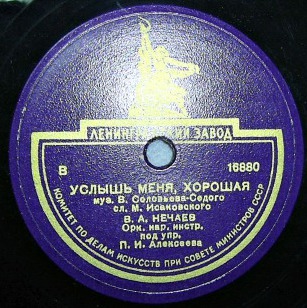 ЛЕНИНГРАДСКИЙ ЗАВОД
В 16880
УСЛЫШЬ МЕНЯ, ХОРОШАЯ
муз. В. Соловьева-Седого
сл. М. Исаковского
В. А. НЕЧАЕВ
Орк. нар. инстр.
под упр.
П. И. Алексеева
КОМИТЕТ ПО ДЕЛАМ ИСКУССТВ ПРИ СОВЕТЕ МИНИСТРОВ СССР